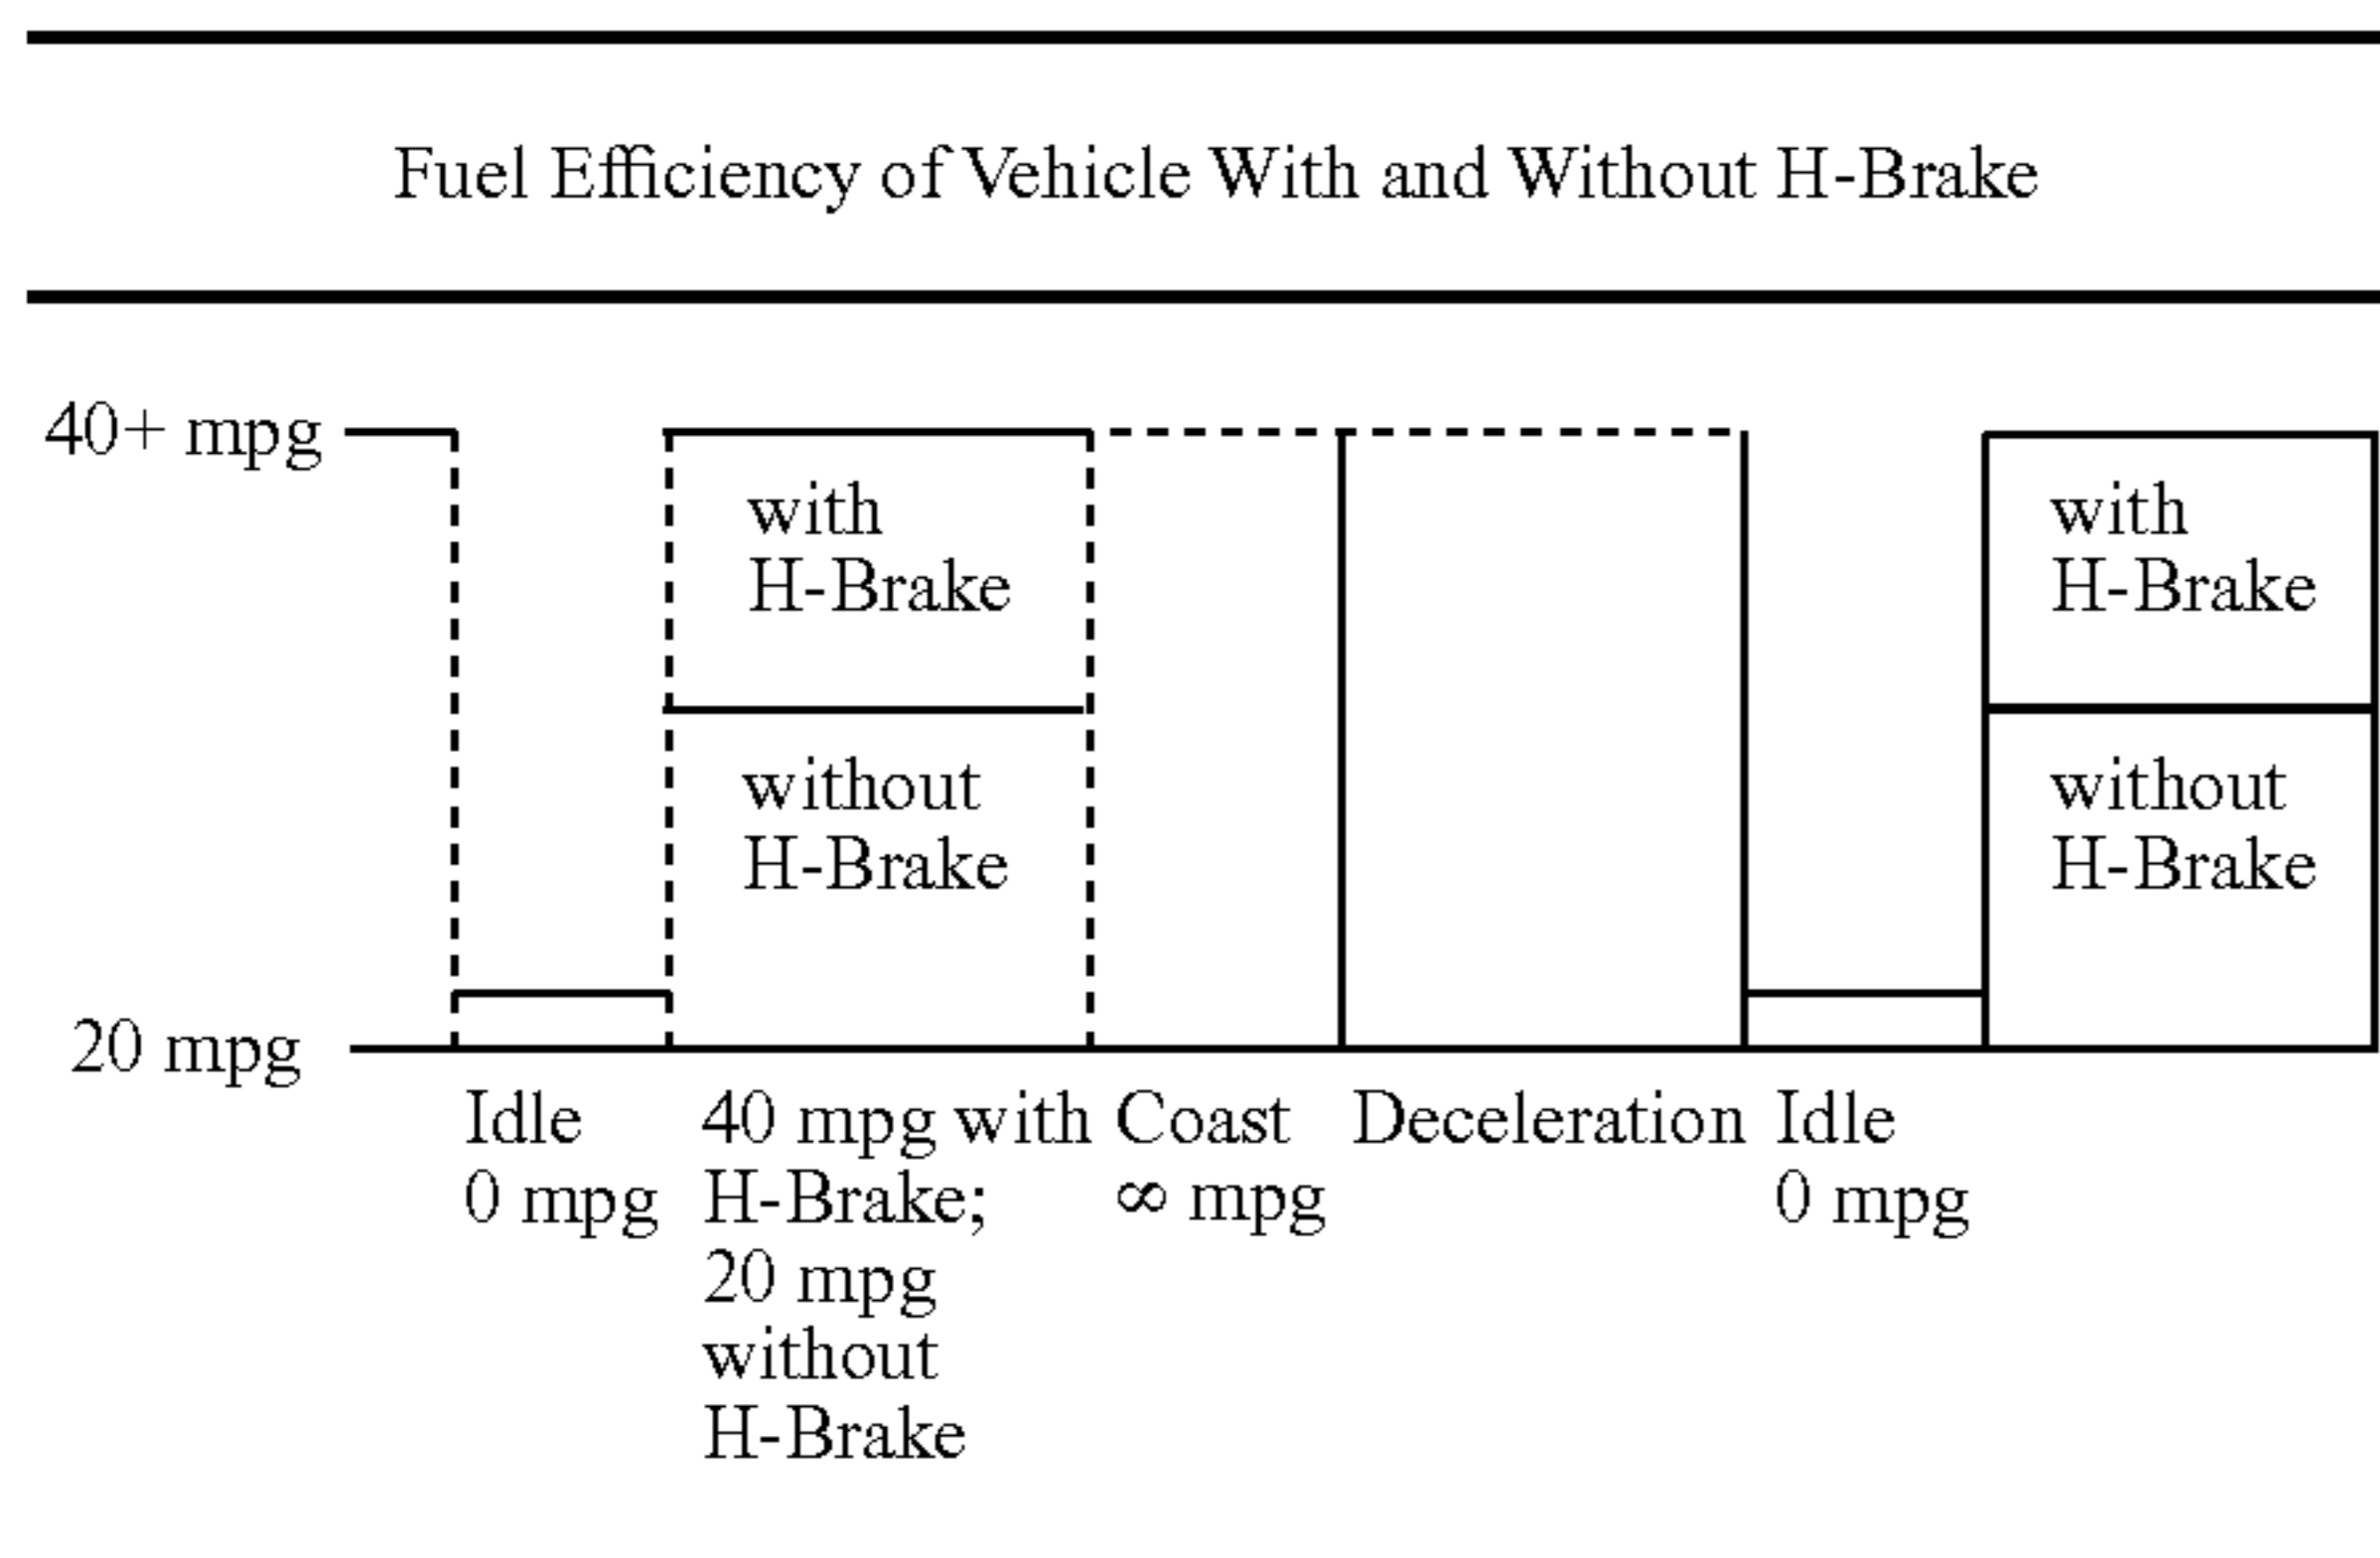 Fuel Efficiency of Vehicle With and Without H-Brake
40+ mpg
with
H-Brake
without
H-Brake
with
H-Brake
without
H-Brake
20 mpg
Idle
0 mpg
40 mpg with
H-Brake;
20 mpg
without
H-Brake
Coast
∞ mpg
Deceleration
Idle
0 mpg